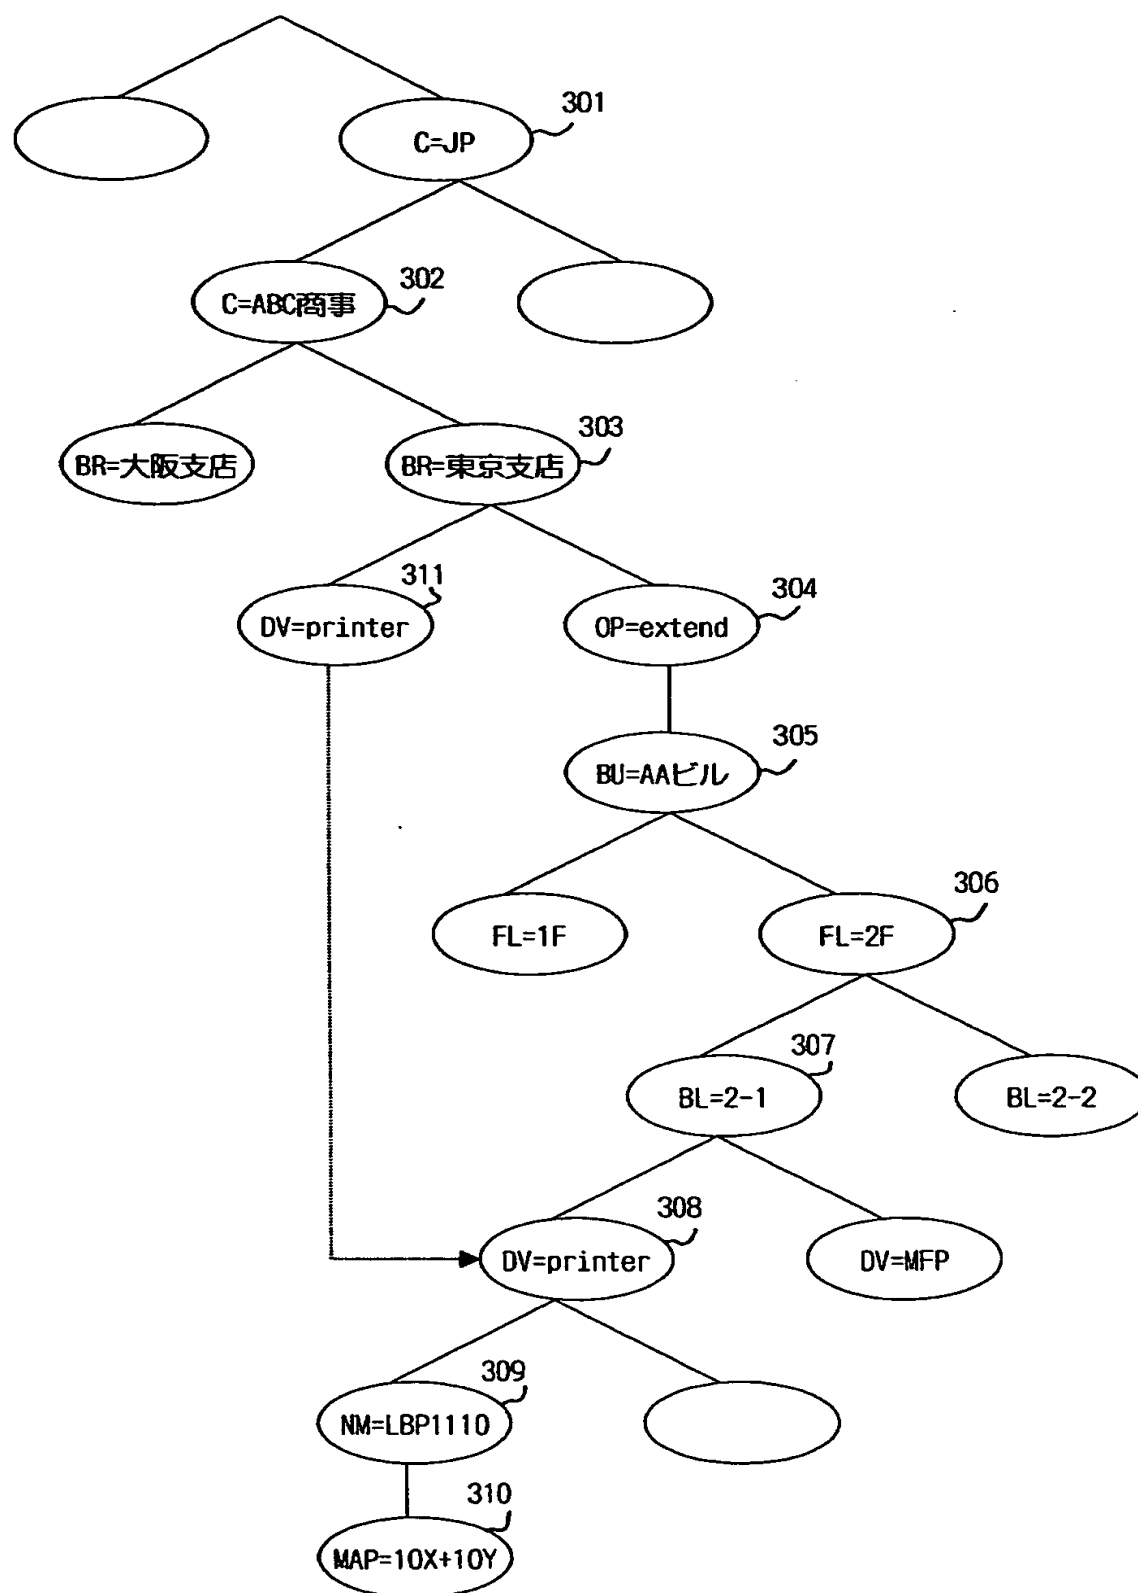 301
C=JP
302
C=ABC商事
303
BR=大阪支店
BR=東京支店
311
304
DV=printer
OP=extend
305
BU=AAビル
306
FL=1F
FL=2F
307
BL=2-1
BL=2-2
308
DV=printer
DV=MFP
309
NM=LBP1110
310
MAP=10X+10Y